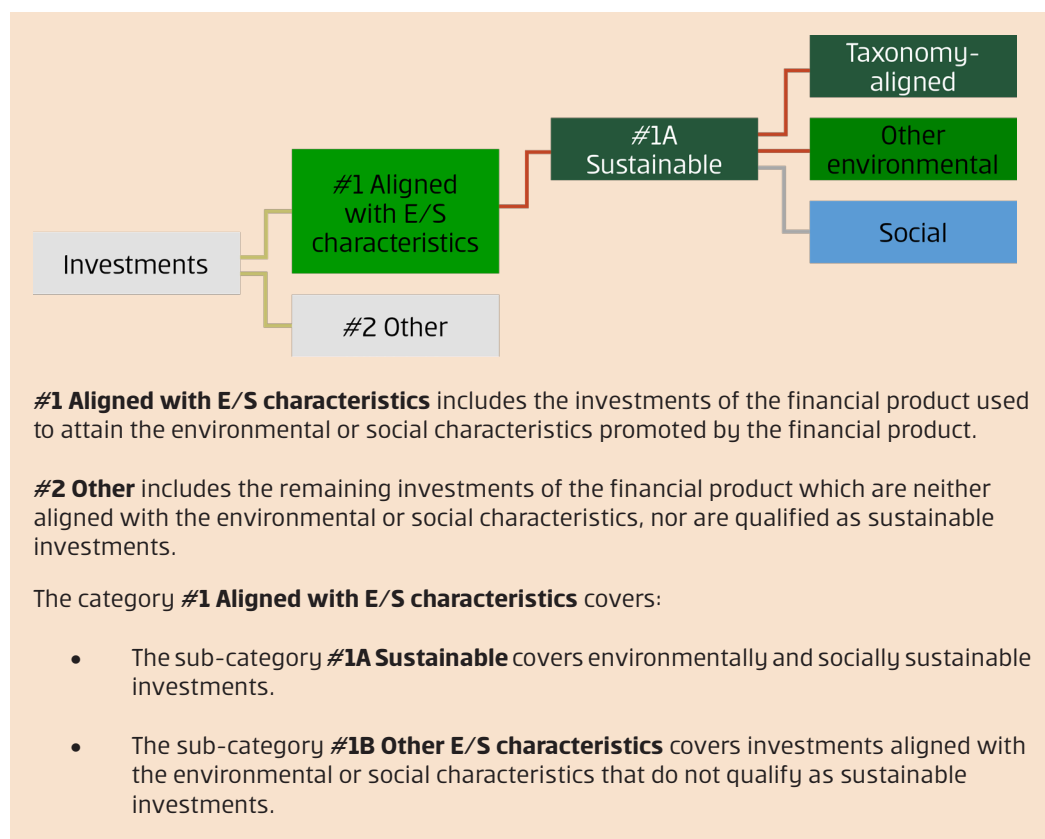 Taxonomy-
aligned
#1A
Sustainable
Other
environmental
#1 Aligned
with E/S
characteristics
Social
Investments
#2 Other
#1 Aligned with E/S characteristics includes the investments of the financial product used
to attain the environmental or social characteristics promoted by the financial product.
#2 Other includes the remaining investments of the financial product which are neither
aligned with the environmental or social characteristics, nor are qualified as sustainable
investments.
The category #1 Aligned with E/S characteristics covers:
• The sub-category #1A Sustainable covers environmentally and socially sustainable
investments.
• The sub-category #1B Other E/S characteristics covers investments aligned with
the environmental or social characteristics that do not qualify as sustainable
investments.